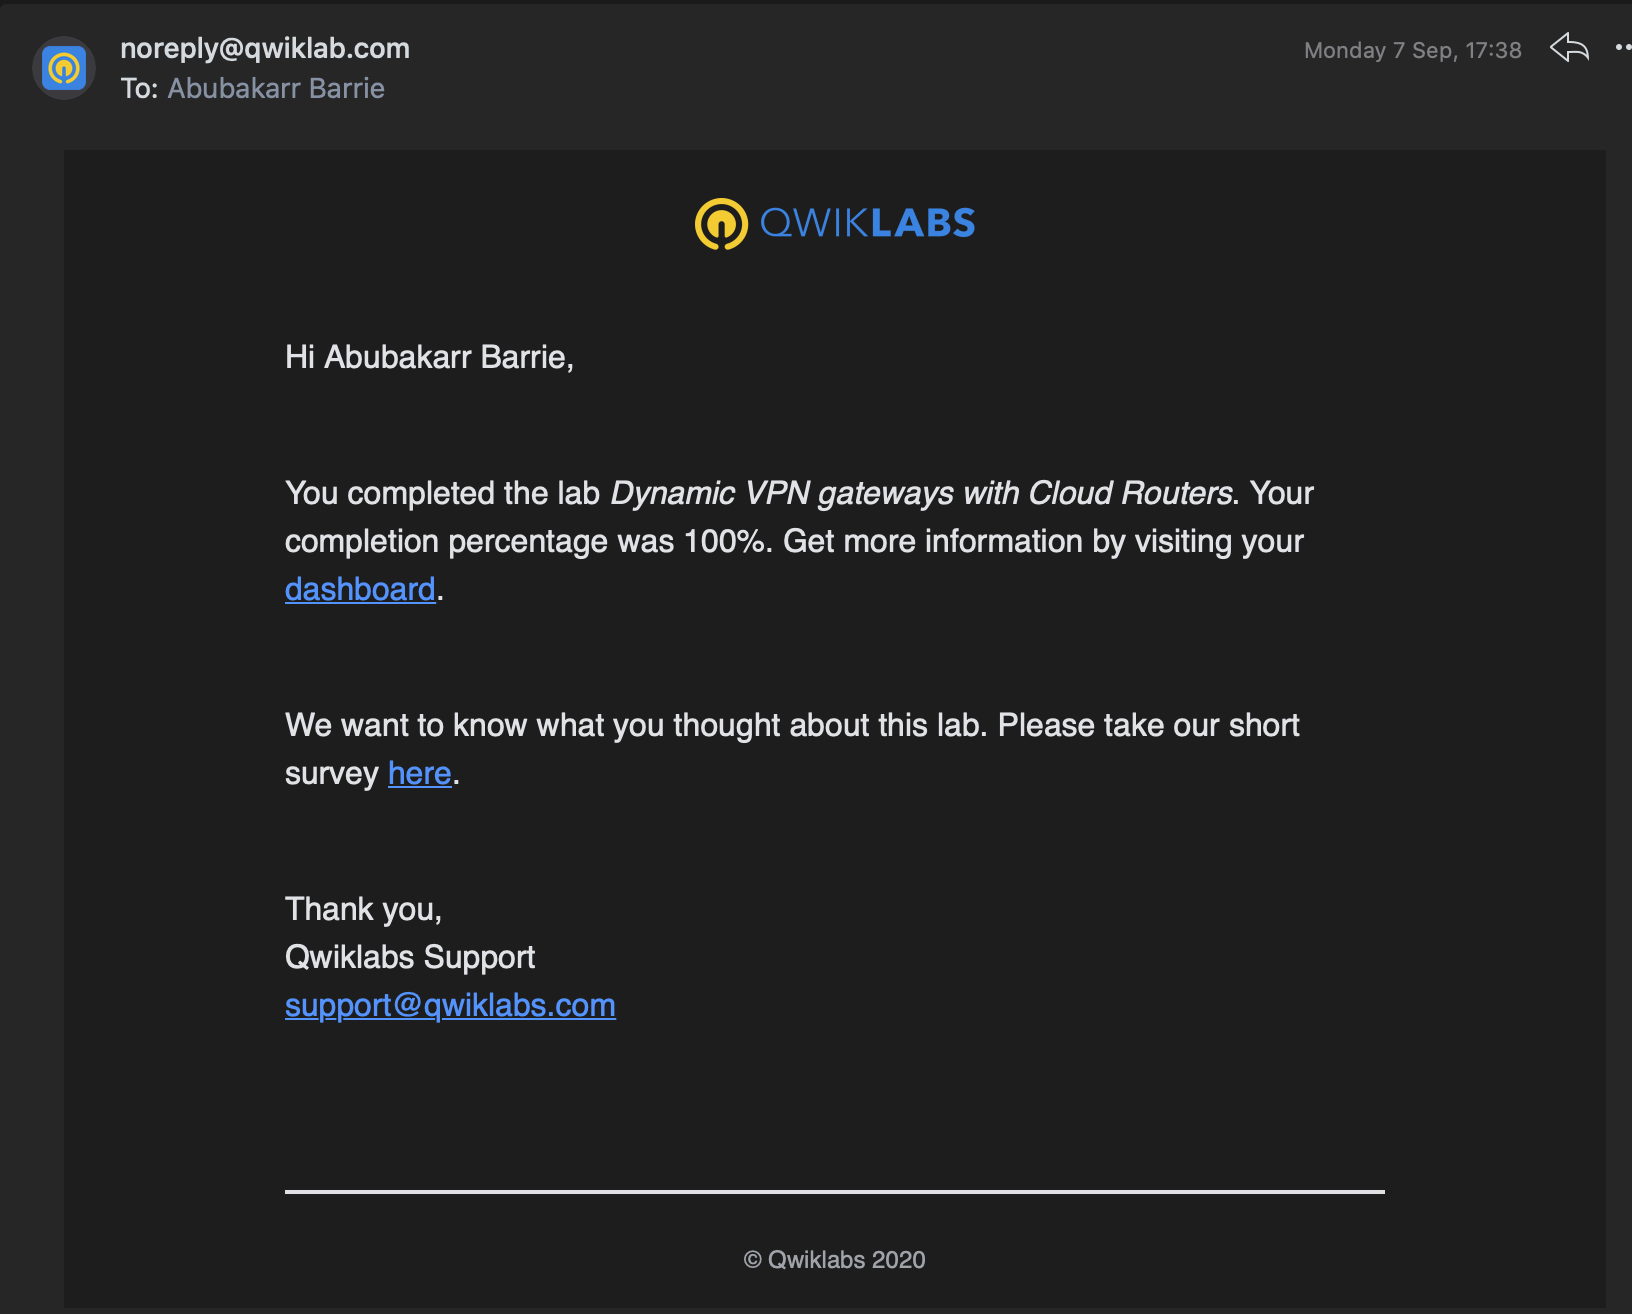 noreply@qwiklab.com
Monday 7 Sep, 17:38
To: Abubakarr Barrie
QWIKLABS
Hi Abubakarr Barrie,
You completed the lab Dynamic VPN gateways with Cloud Routers. Your
completion percentage was 100%. Get more information by visiting your
dashboard.
We want to know what you thought about this lab. Please take our short
survey here.
Thank you,
Qwiklabs Support
support@qwiklabs.com
© Qwiklabs 2020